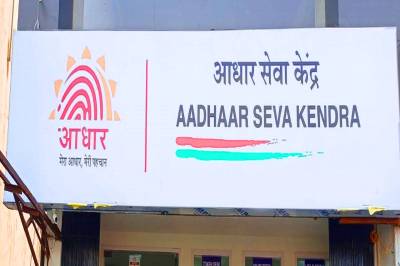 आधार
मेरा आधार, मेरी पहचान
आधार सेवा केंद्र
AADHAAR SEVA KENDRA